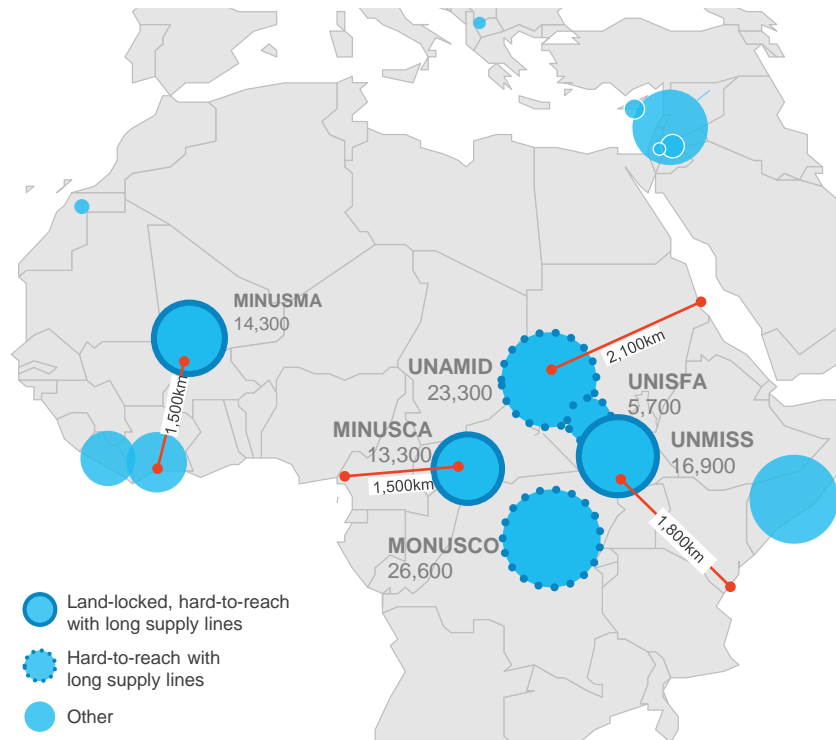 MINUSMA
14,300
2,100km
UNAMID
23,300
UNISFA
5,700
1,500km
MINUSCA
13,300
UNMISS
16,900
1,500km
1,800km
MONUSCO
26,600
Land-locked, hard-to-reach
with long supply lines
Hard-to-reach with
long supply lines
Other